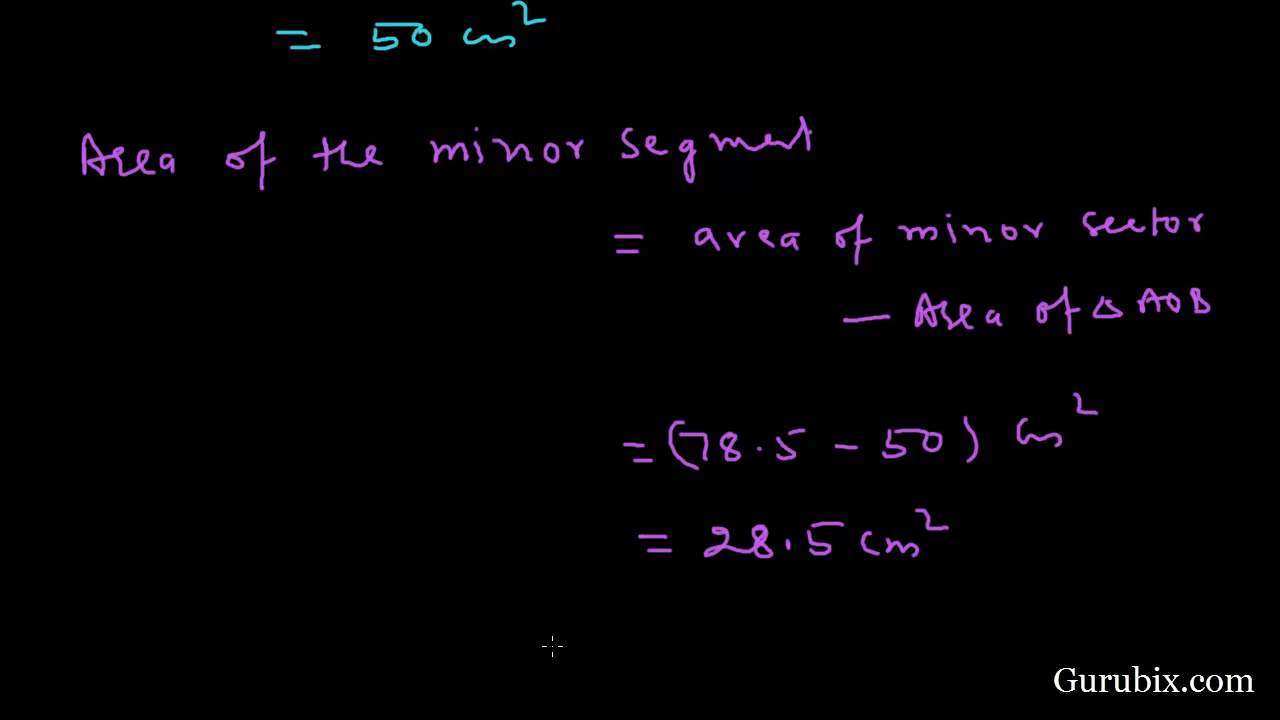 = 50 cm²
Area of the minor segment
= area of minor sector
— Area of △ AOB
= (78.5 - 50) cm²
= 28.5 cm²
Gurubix.com